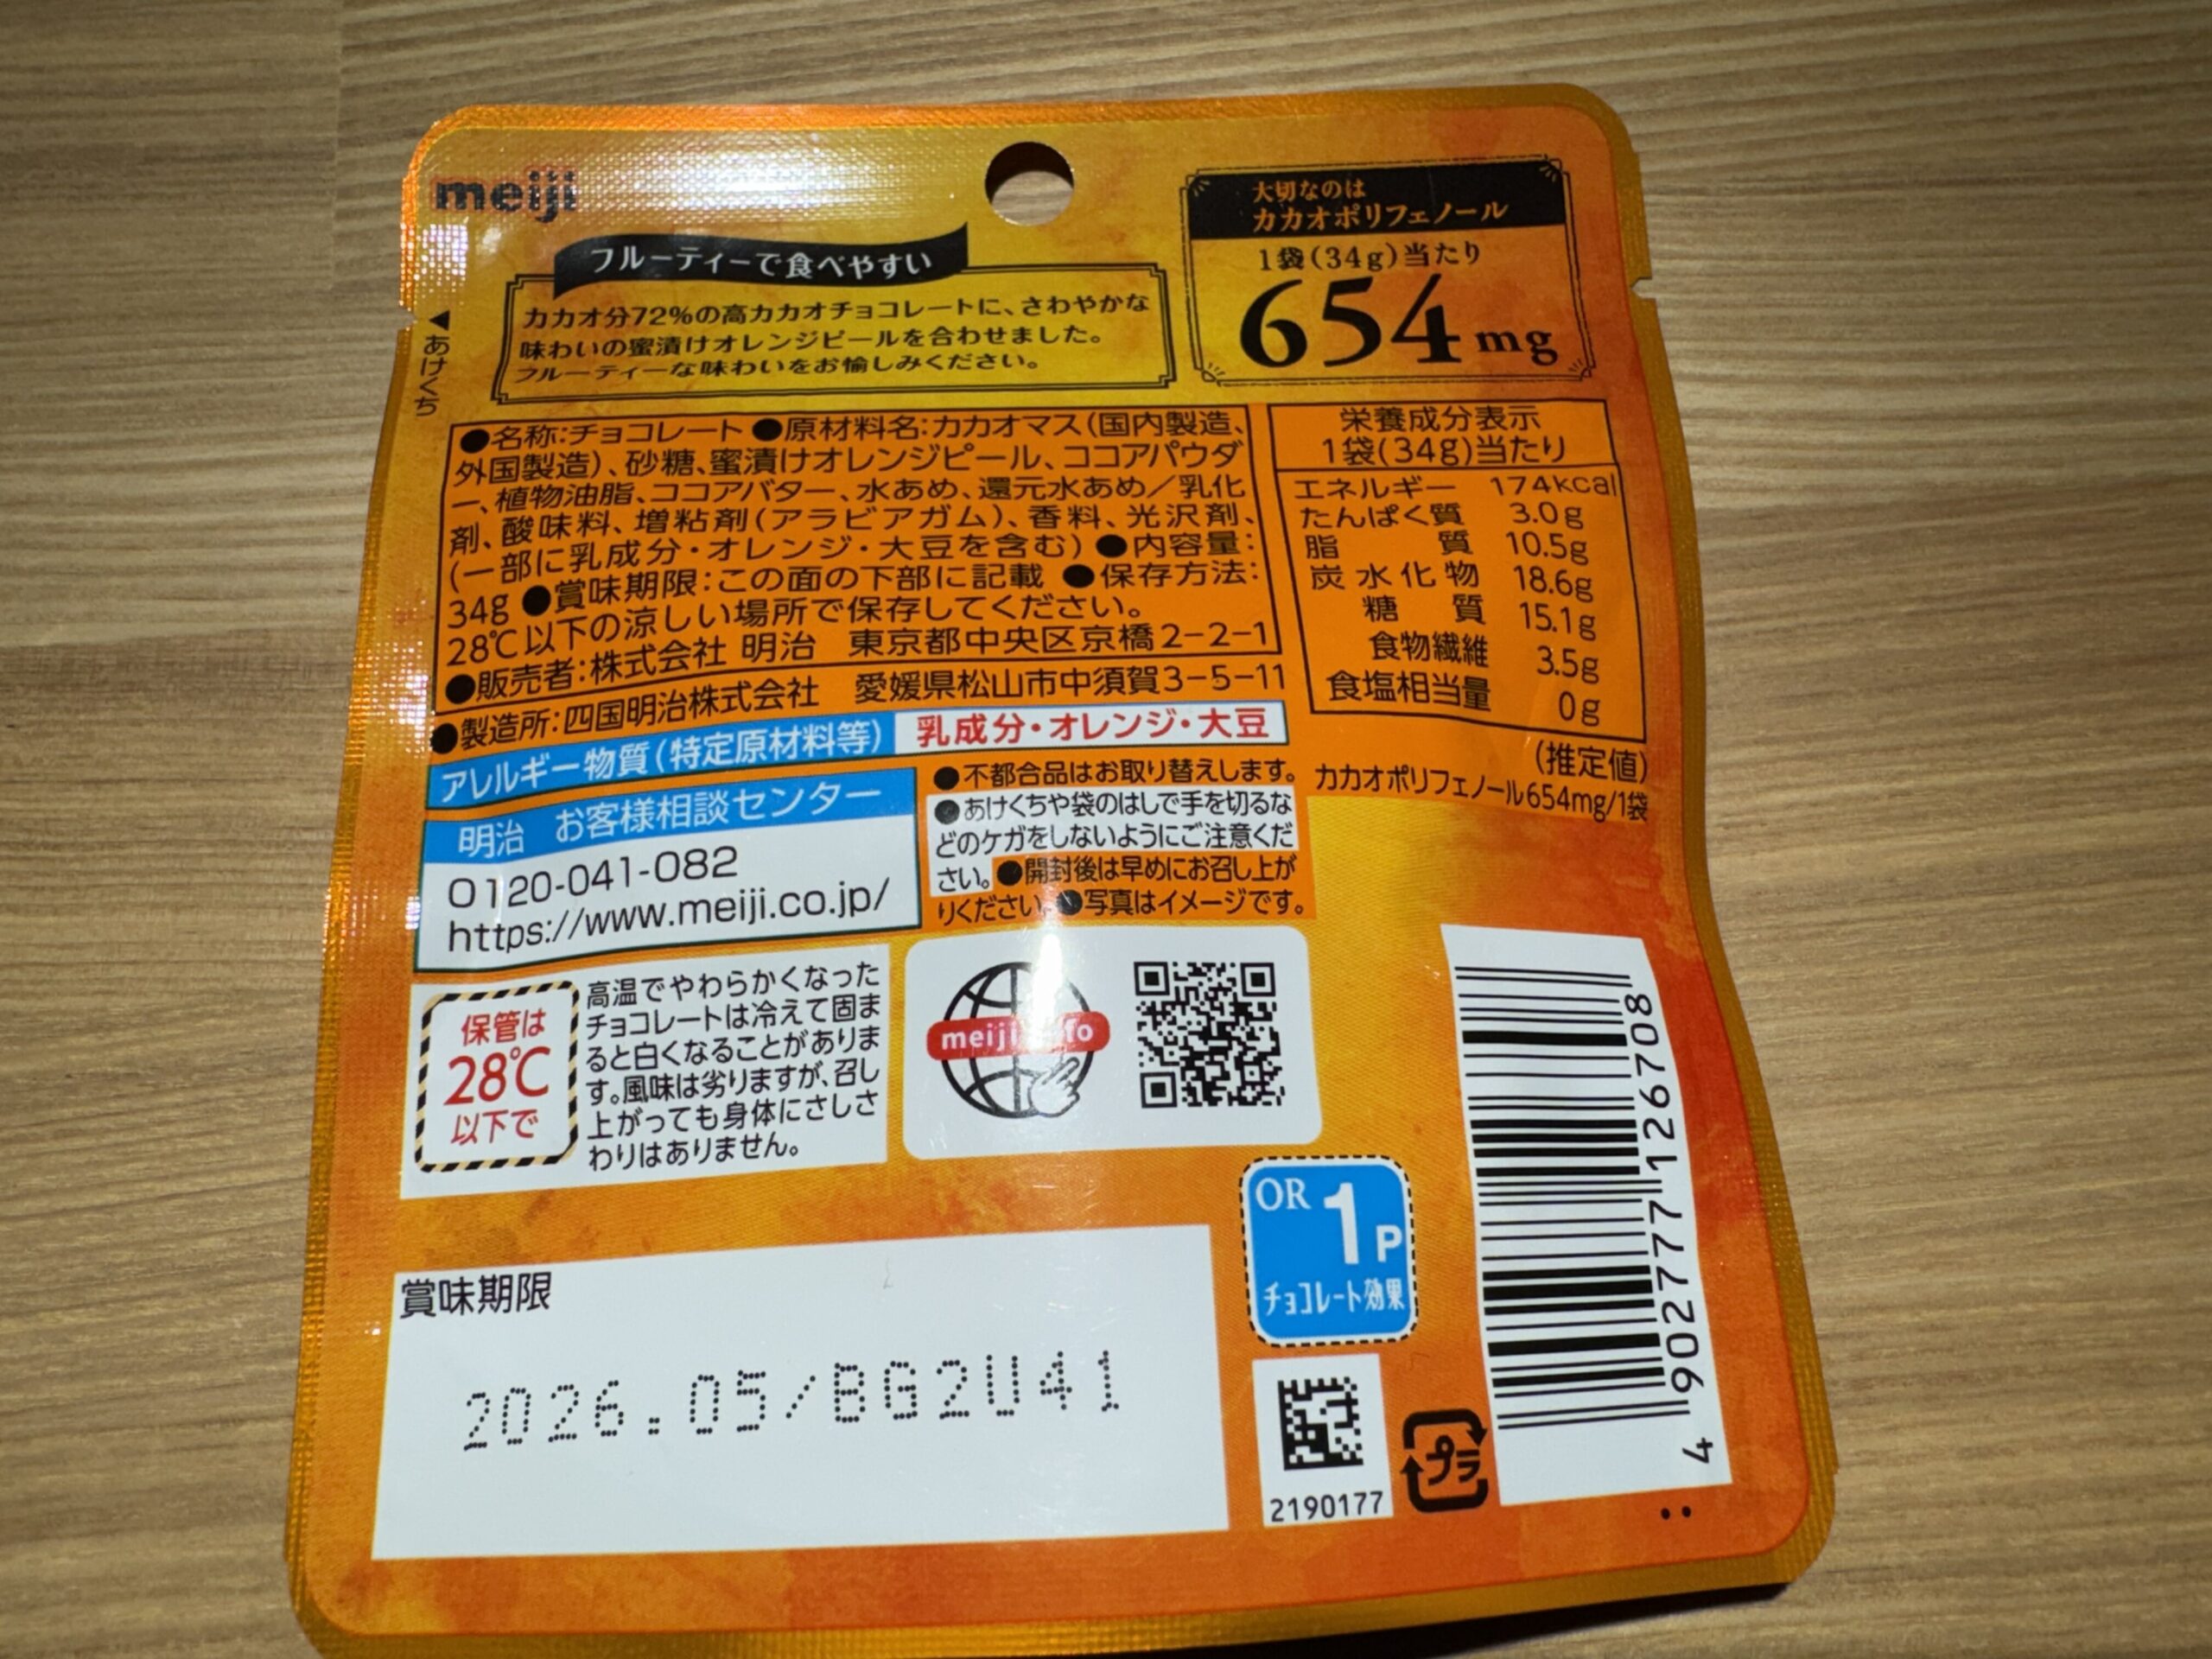 meiji
フルーティーで食べやすい
カカオ分72%の高カカオチョコレートに、さわやかな
味わいの蜜漬けオレンジピールを合わせました。
フルーティーな味わいをお愉しみください。
大切なのは
カカオポリフェノール
1袋(34g)当たり
654mg
◀あけくち
●名称:チョコレート ●原材料名:カカオマス(国内製造、
外国製造)、砂糖、蜜漬けオレンジピール、ココアパウダ
ー、植物油脂、ココアバター、水あめ、還元水あめ／乳化
剤、酸味料、増粘剤(アラビアガム)、香料、光沢剤、
(一部に乳成分・オレンジ・大豆を含む) ●内容量:
34g ●賞味期限:この面の下部に記載 ●保存方法:
28℃以下の涼しい場所で保存してください。
●販売者:株式会社 明治 東京都中央区京橋2-2-1
●製造所:四国明治株式会社 愛媛県松山市中須賀3-5-11
アレルギー物質(特定原材料等) 乳成分・オレンジ・大豆
栄養成分表示
1袋(34g)当たり
エネルギー 174kcal
たんぱく質 3.0g
脂質 10.5g
炭水化物 18.6g
糖質 15.1g
食物繊維 3.5g
食塩相当量 0g
(推定値)
カカオポリフェノール654mg/1袋
明治 お客様相談センター
0120-041-082
https://www.meiji.co.jp/
●不都合品はお取り替えします。
●あけくちや袋のはしで手を切るな
どのケガをしないようにご注意くだ
さい。●開封後は早めにお召し上が
りください。●写真はイメージです。
保管は
28℃
以下で
高温でやわらかくなった
チョコレートは冷えて固ま
ると白くなることがありま
す。風味は劣りますが、召し
上がっても身体にさしさ
わりはありません。
OR 1P
チョコレート効果
賞味期限
2026.05/BG2U41
2190177
プラ
4 902777 126708
4